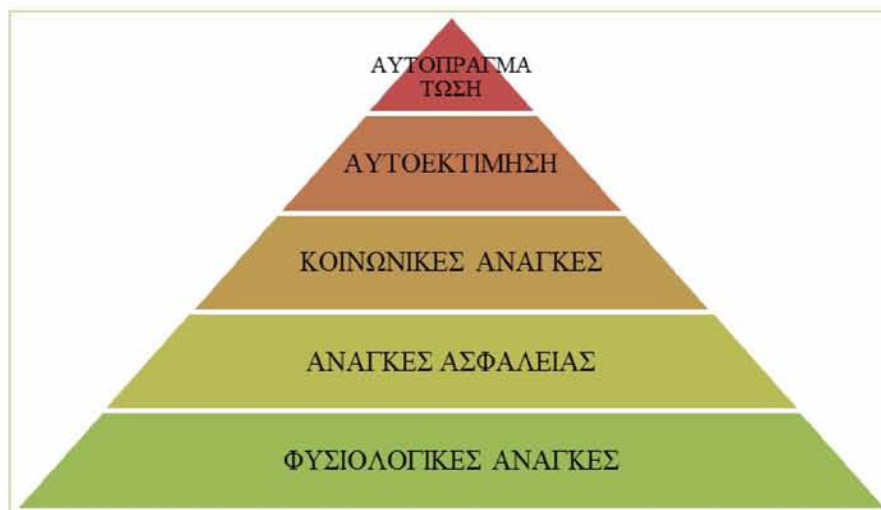 ΑΥΤΟΠΡΑΓΜΑ
ΤΩΣΗ
ΑΥΤΟΕΚΤΙΜΗΣΗ
ΚΟΙΝΩΝΙΚΕΣ ΑΝΑΓΚΕΣ
ΑΝΑΓΚΕΣ ΑΣΦΑΛΕΙΑΣ
ΦΥΣΙΟΛΟΓΙΚΕΣ ΑΝΑΓΚΕΣ